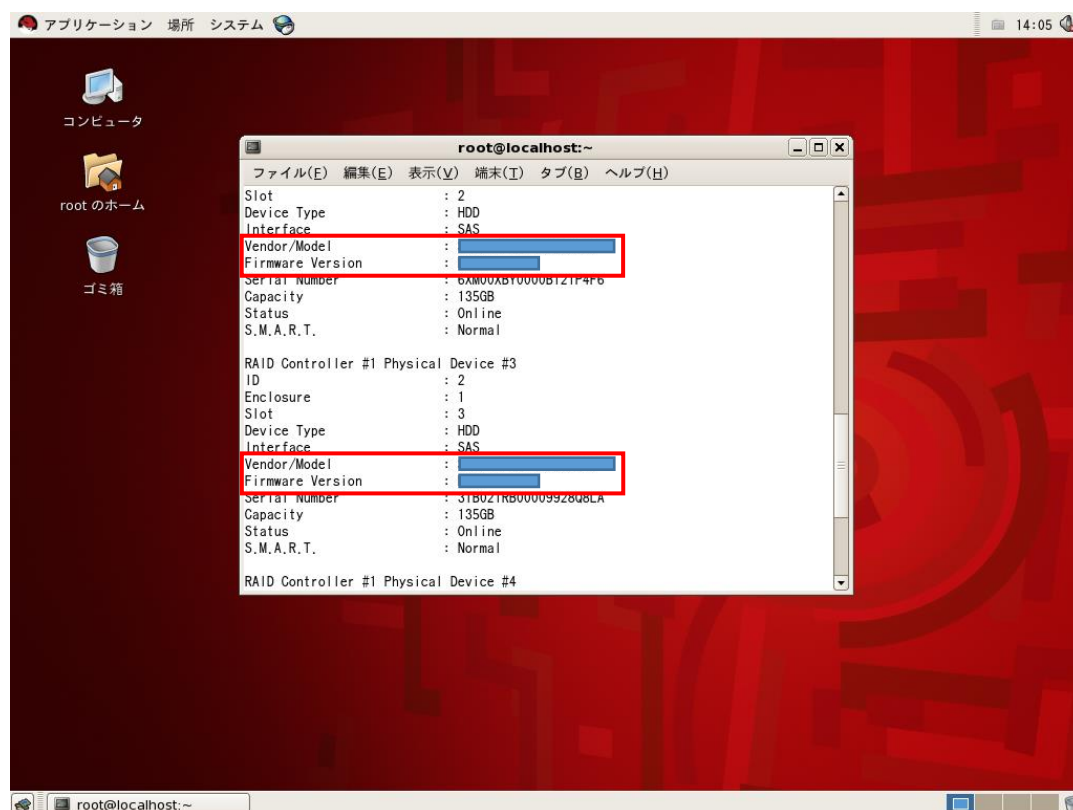 アプリケーション 場所 システム 14:05
コンピュータ
root のホーム
ゴミ箱
root@localhost:~
ファイル(F) 編集(E) 表示(V) 端末(T) タブ(B) ヘルプ(H)
Slot : 2
Device Type : HDD
Interface : SAS
Vendor/Model :
Firmware Version :
Serial Number :
Capacity : 135GB
Status : Online
S.M.A.R.T. : Normal
RAID Controller #1 Physical Device #3
ID : 2
Enclosure : 1
Slot : 3
Device Type : HDD
Interface : SAS
Vendor/Model :
Firmware Version :
Serial Number :
Capacity : 135GB
Status : Online
S.M.A.R.T. : Normal
RAID Controller #1 Physical Device #4
root@localhost:~